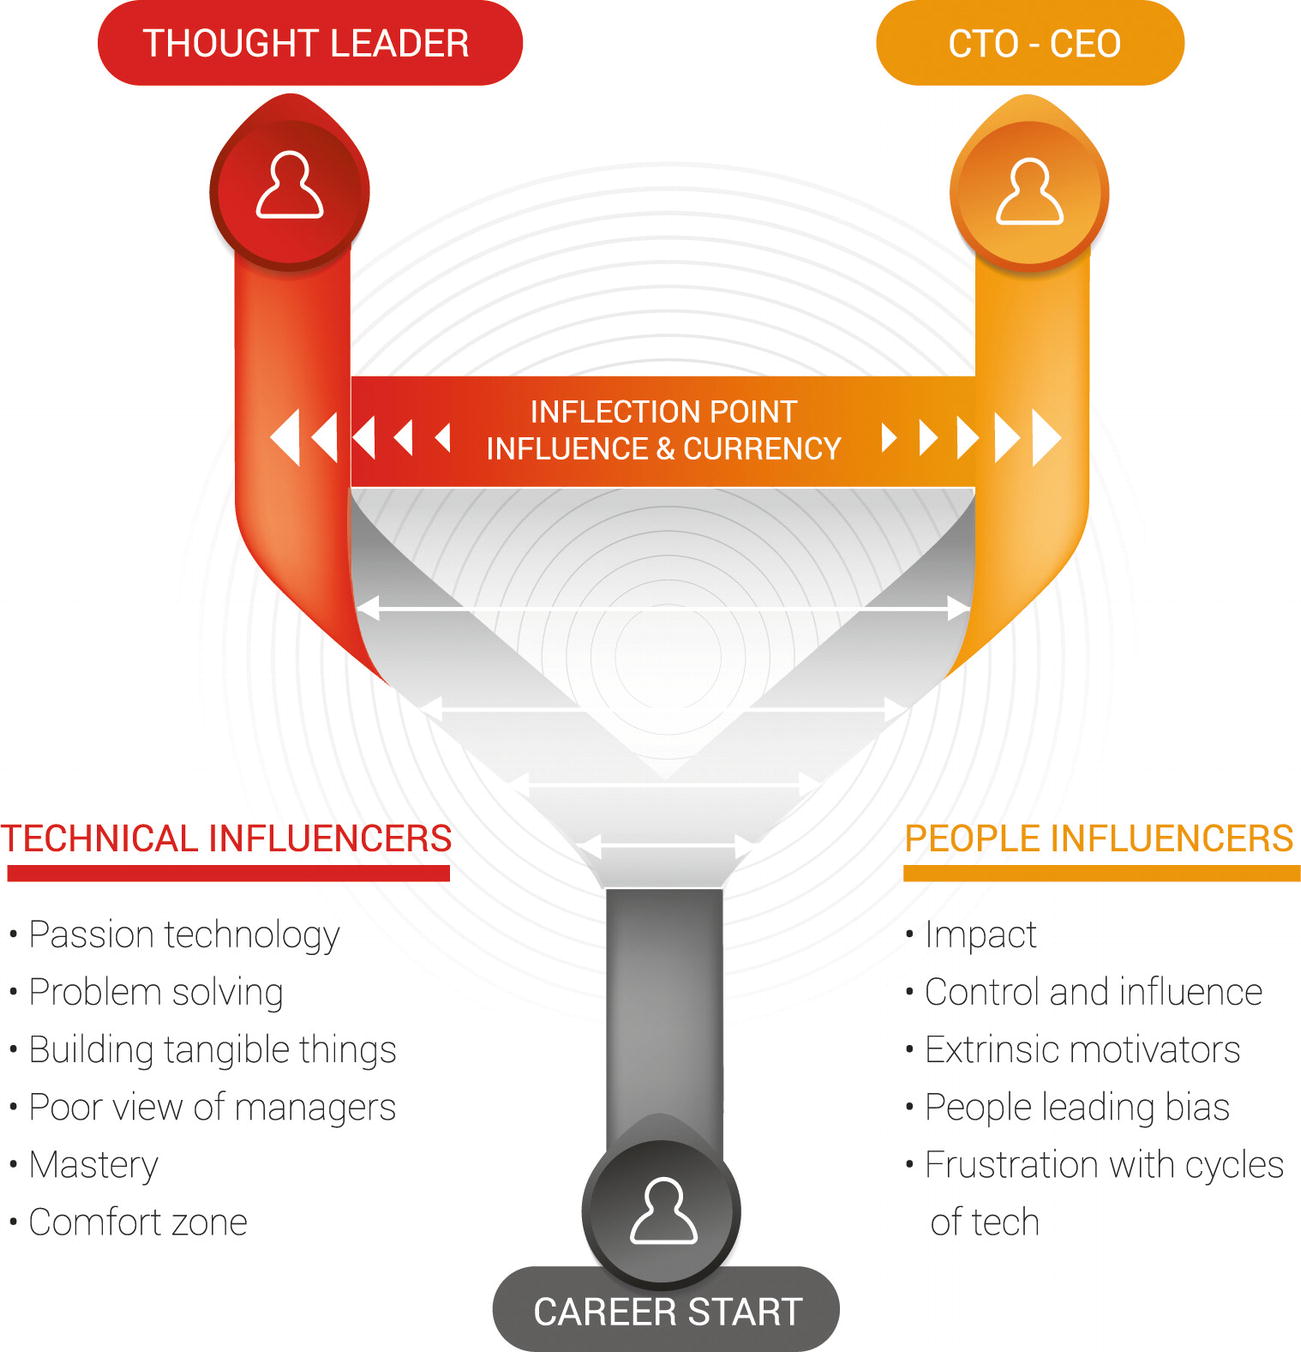 THOUGHT LEADER
CTO - CEO
INFLECTION POINT
INFLUENCE & CURRENCY
TECHNICAL INFLUENCERS
• Passion technology
• Problem solving
• Building tangible things
• Poor view of managers
• Mastery
• Comfort zone
PEOPLE INFLUENCERS
• Impact
• Control and influence
• Extrinsic motivators
• People leading bias
• Frustration with cycles
of tech
CAREER START